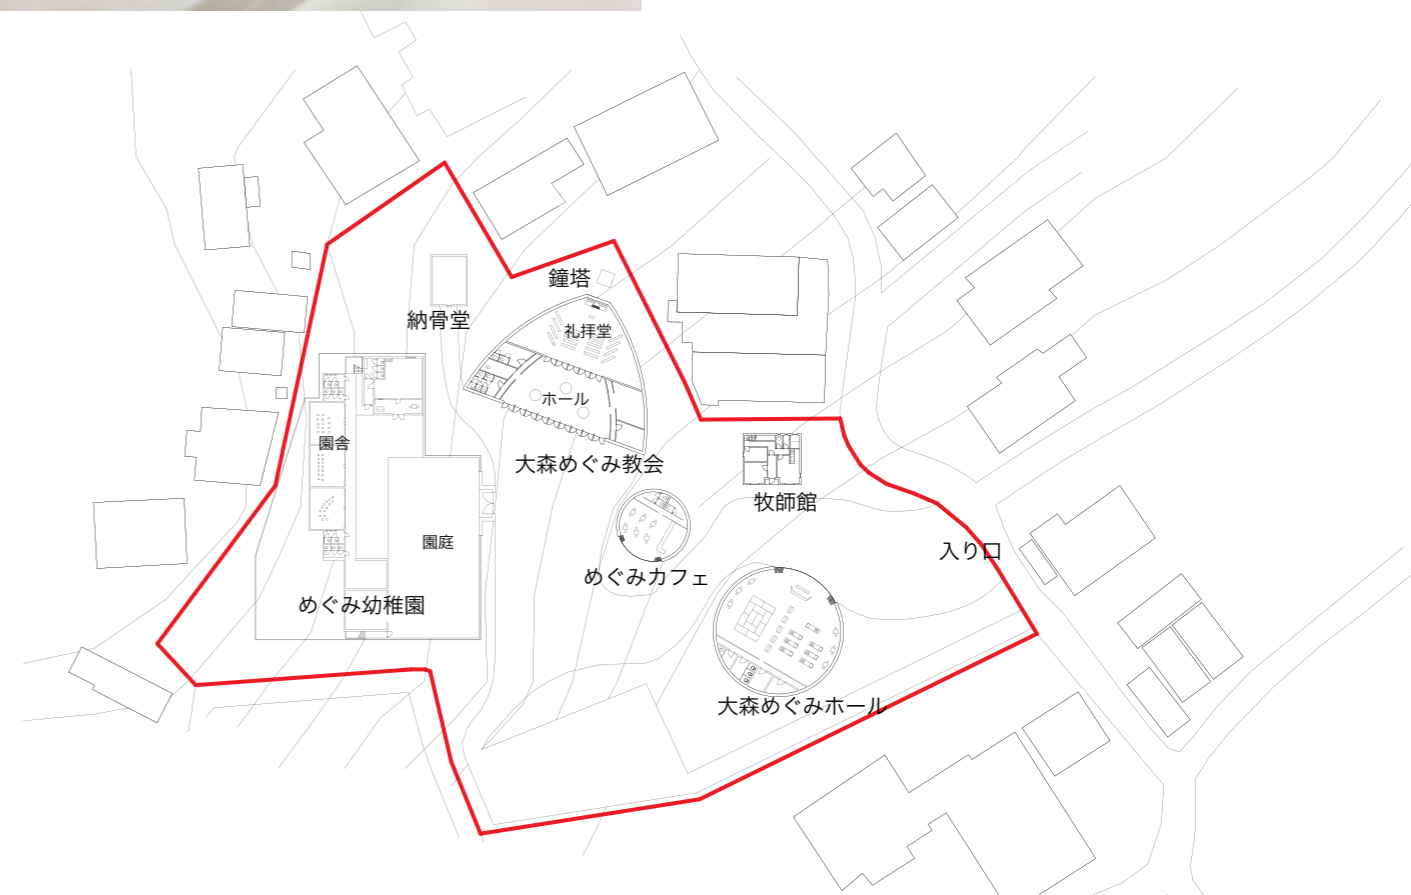 鐘塔
納骨堂
礼拝堂
ホール
園舎
大森めぐみ教会
牧師館
園庭
入り口
めぐみカフェ
めぐみ幼稚園
大森めぐみホール